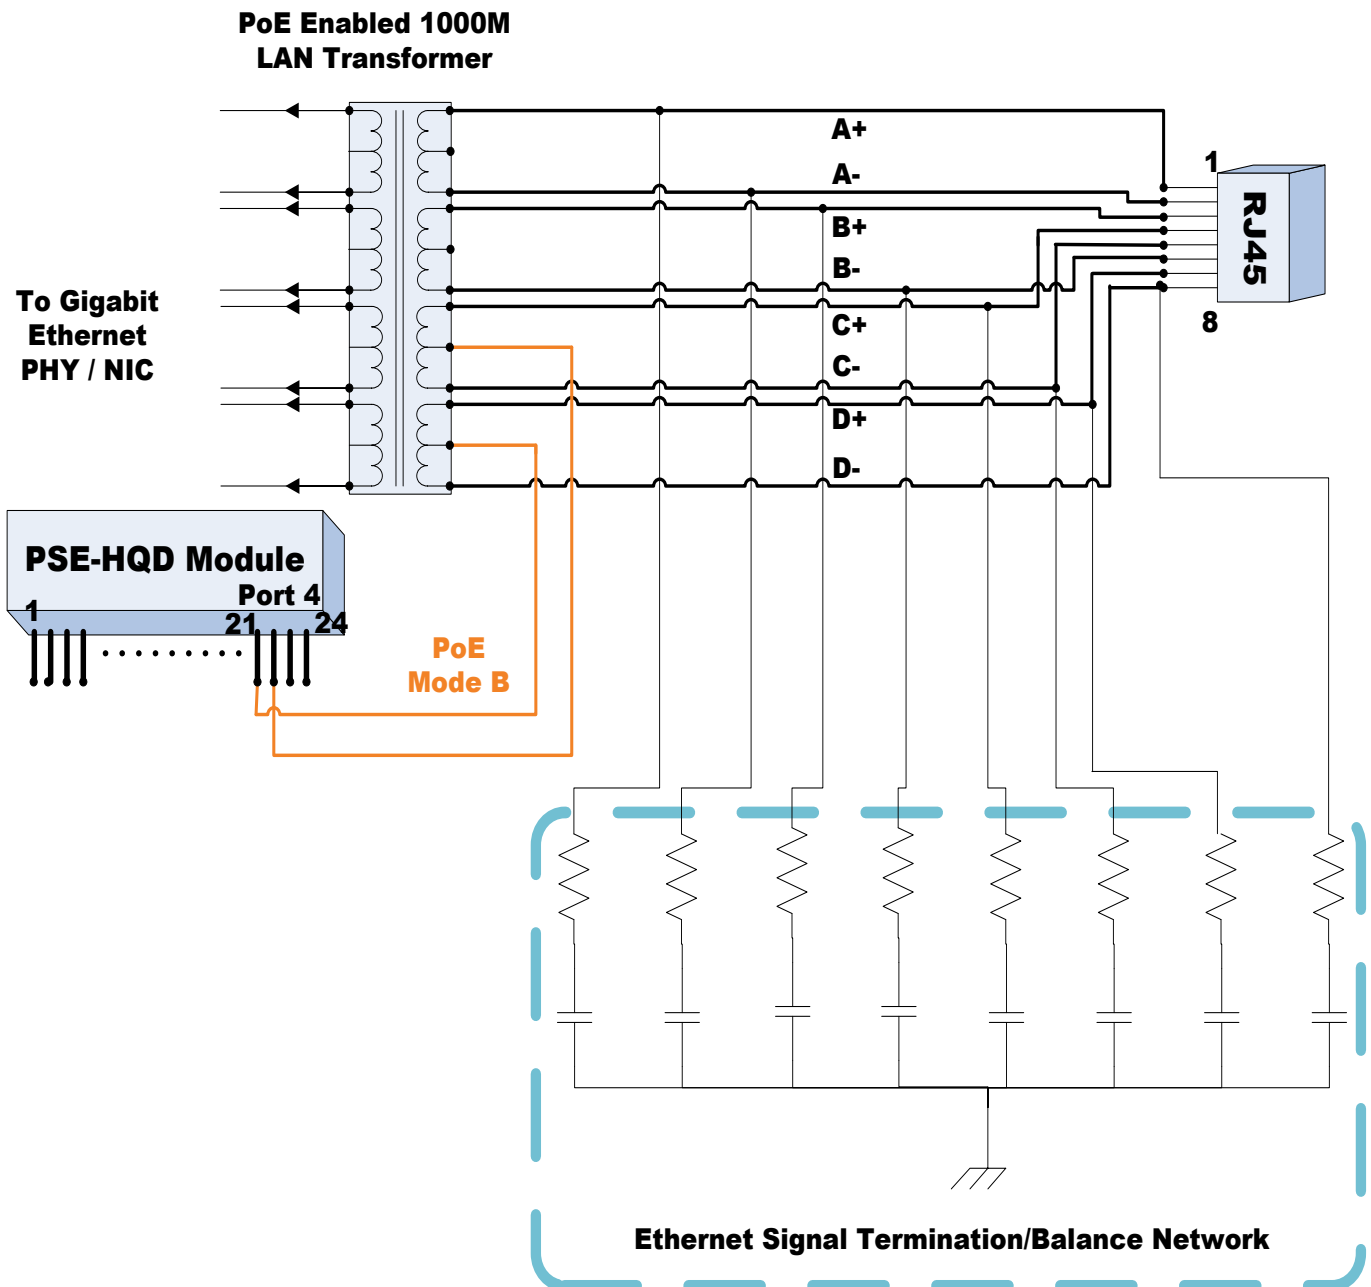 PoE Enabled 1000M
LAN Transformer
A+
A-
B+
B-
C+
C-
D+
D-
1
RJ45
8
To Gigabit
Ethernet
PHY / NIC
PSE-HQD Module
Port 4
1
21
24
PoE
Mode B
Ethernet Signal Termination/Balance Network